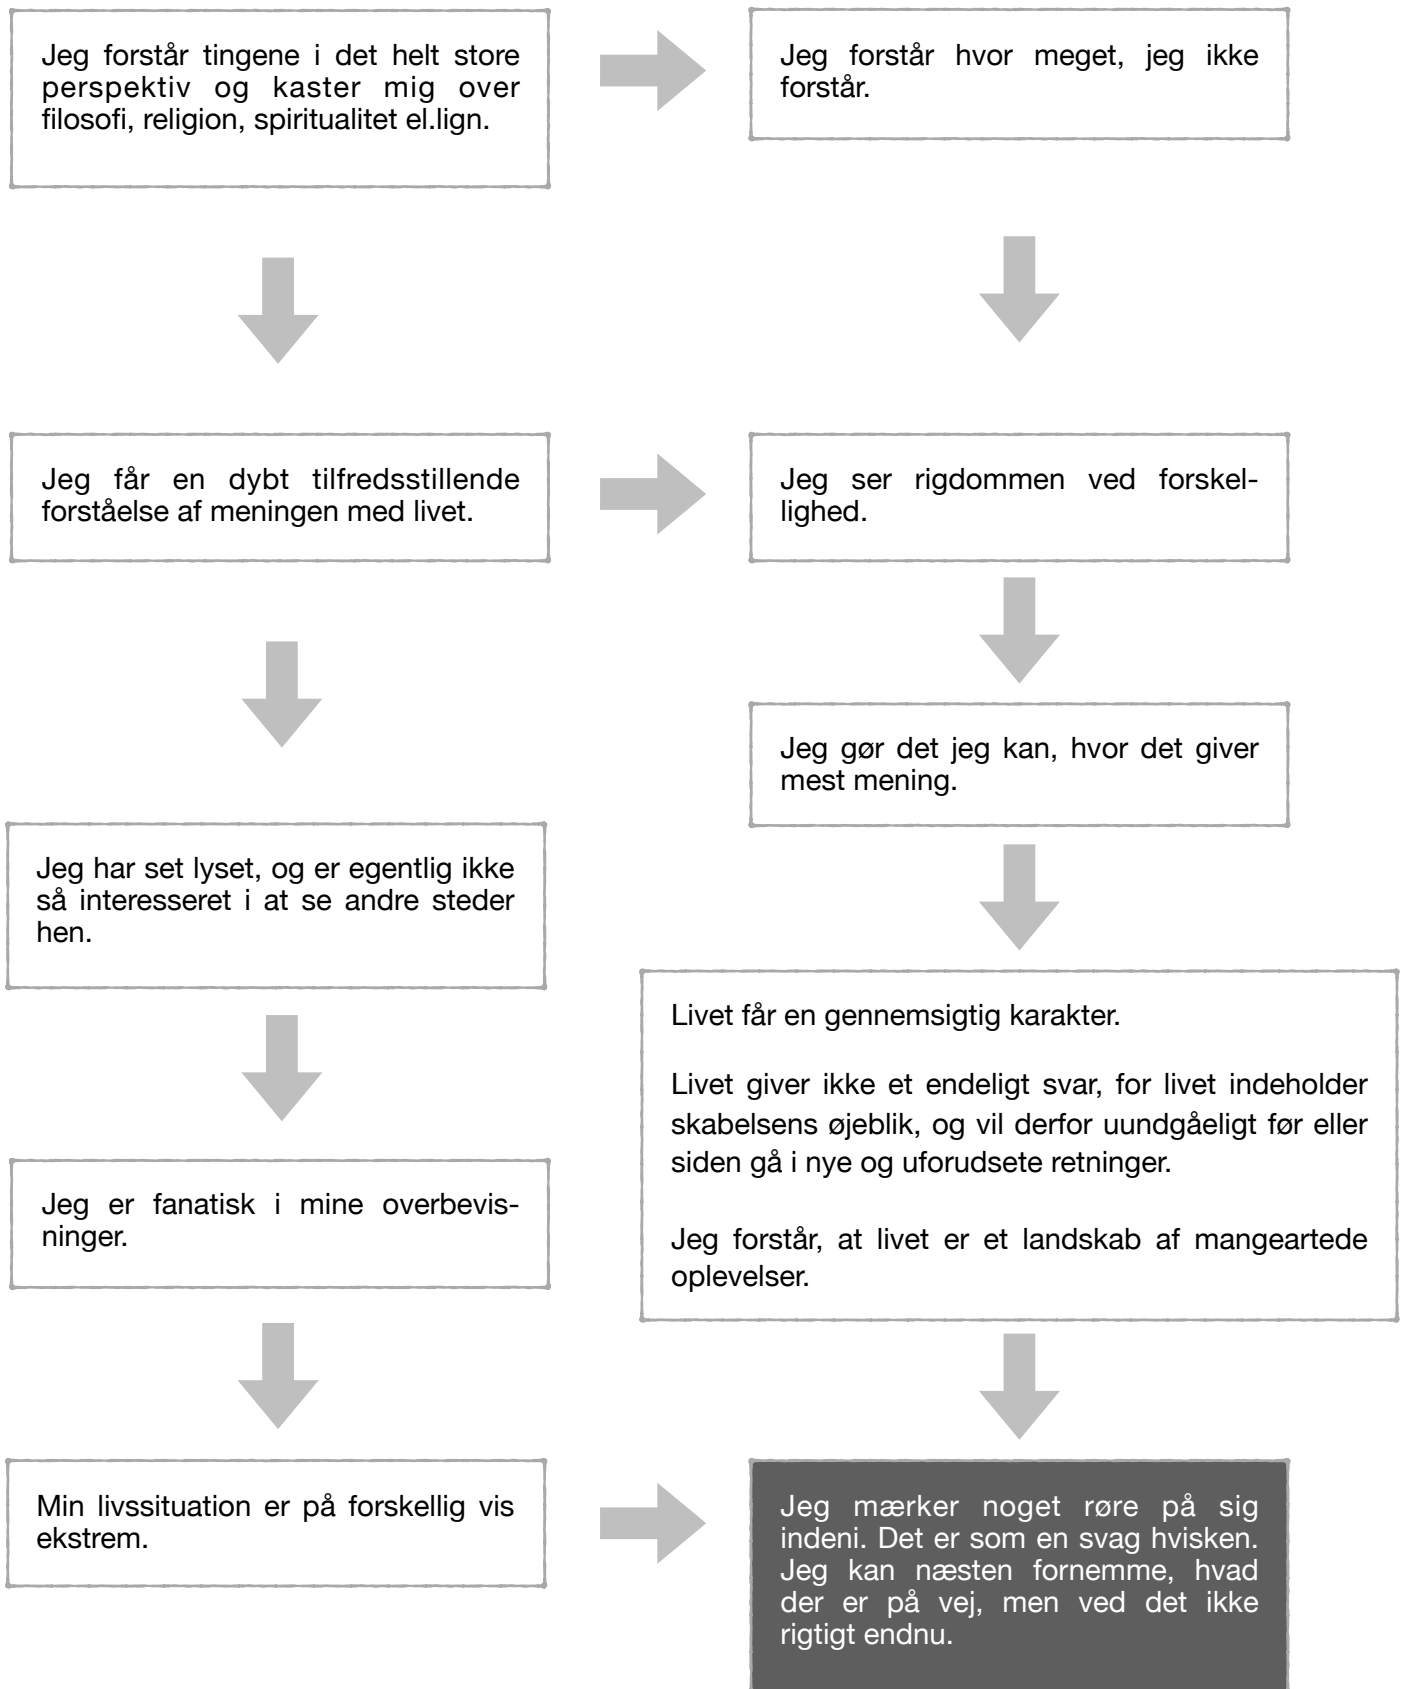 Jeg forstår tingene i det helt store
perspektiv og kaster mig over
filosofi, religion, spiritualitet el.lign.
Jeg forstår hvor meget, jeg ikke
forstår.
Jeg får en dybt tilfredsstillende
forståelse af meningen med livet.
Jeg ser rigdommen ved forskel-
lighed.
Jeg gør det jeg kan, hvor det giver
mest mening.
Jeg har set lyset, og er egentlig ikke
så interesseret i at se andre steder
hen.
Livet får en gennemsigtig karakter.
Livet giver ikke et endeligt svar, for livet indeholder
skabelsens øjeblik, og vil derfor uundgåeligt før eller
siden gå i nye og uforudsete retninger.
Jeg forstår, at livet er et landskab af mangeartede
oplevelser.
Jeg er fanatisk i mine overbevis-
ninger.
Min livssituation er på forskellig vis
ekstrem.
Jeg mærker noget røre på sig
indeni. Det er som en svag hvisken.
Jeg kan næsten fornemme, hvad
der er på vej, men ved det ikke
rigtigt endnu.